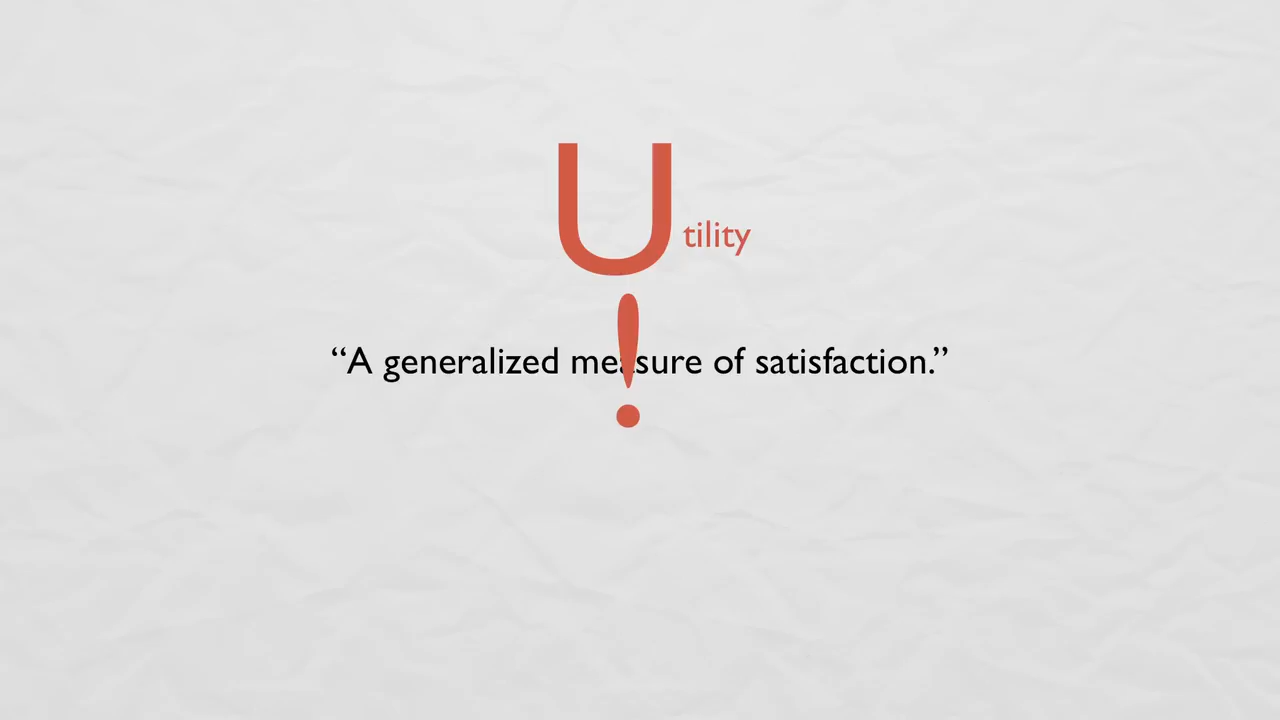 Utility
“A generalized measure of satisfaction.”
!